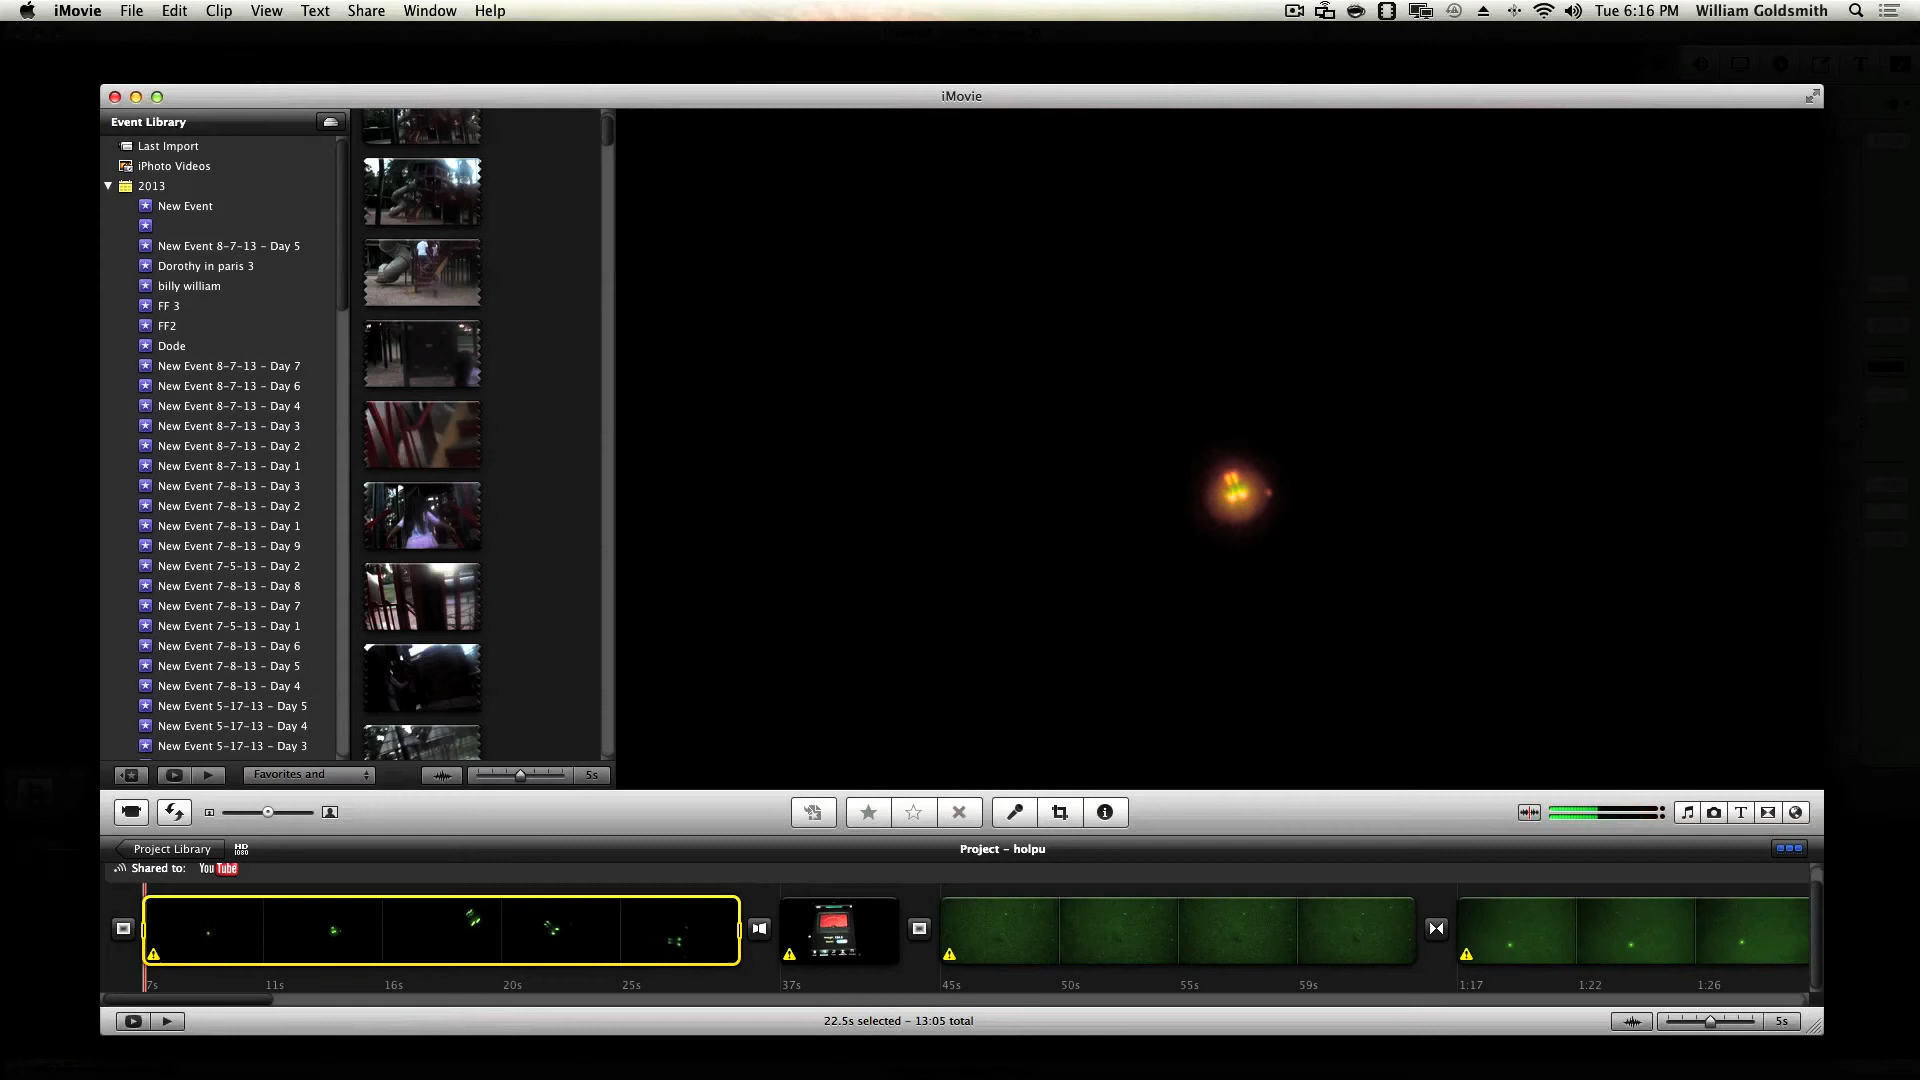 iMovie File Edit Clip View Text Share Window Help Tue 6:16 PM William Goldsmith
iMovie
Event Library
Last Import
iPhoto Videos
2013
New Event
New Event 8-7-13 - Day 5
Dorothy in paris 3
billy william
FF 3
FF2
Dode
New Event 8-7-13 - Day 7
New Event 8-7-13 - Day 6
New Event 8-7-13 - Day 4
New Event 8-7-13 - Day 3
New Event 8-7-13 - Day 2
New Event 8-7-13 - Day 1
New Event 7-8-13 - Day 3
New Event 7-8-13 - Day 2
New Event 7-8-13 - Day 1
New Event 7-8-13 - Day 9
New Event 7-5-13 - Day 2
New Event 7-8-13 - Day 8
New Event 7-8-13 - Day 7
New Event 7-5-13 - Day 1
New Event 7-8-13 - Day 6
New Event 7-8-13 - Day 5
New Event 7-8-13 - Day 4
New Event 5-17-13 - Day 5
New Event 5-17-13 - Day 4
New Event 5-17-13 - Day 3
Favorites and 5s
Project Library HD 1080 Project - holpu
Shared to: YouTube
7s 11s 16s 20s 25s 37s 45s 50s 55s 59s 1:17 1:22 1:26
22.5s selected - 13:05 total 5s